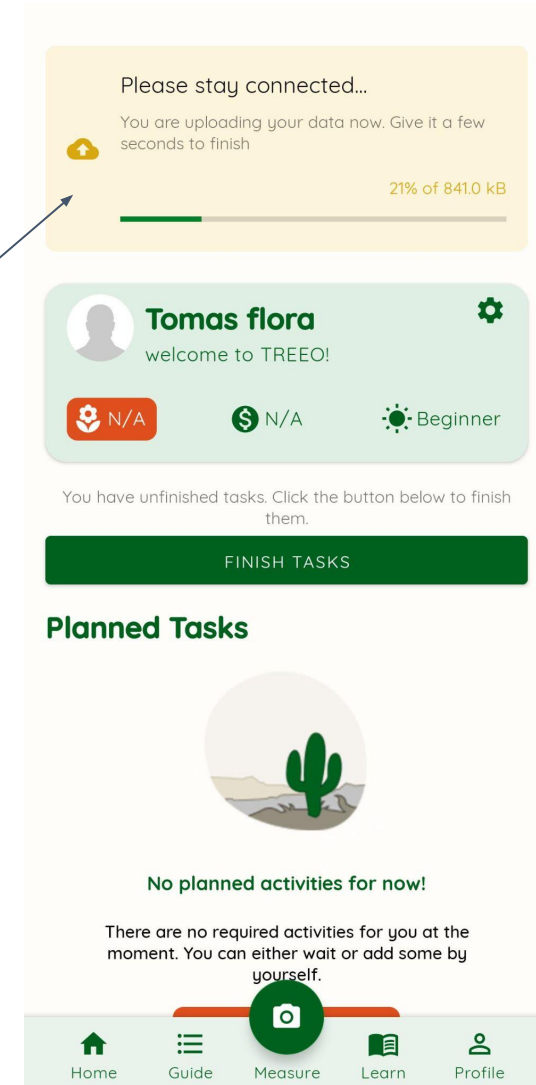 Please stay connected...
You are uploading your data now. Give it a few
seconds to finish
21% of 841.0 kB
Tomas flora
welcome to TREEO!
N/A
N/A
Beginner
You have unfinished tasks. Click the button below to finish
them.
FINISH TASKS
Planned Tasks
No planned activities for now!
There are no required activities for you at the
moment. You can either wait or add some by
yourself.
Home
Guide
Measure
Learn
Profile